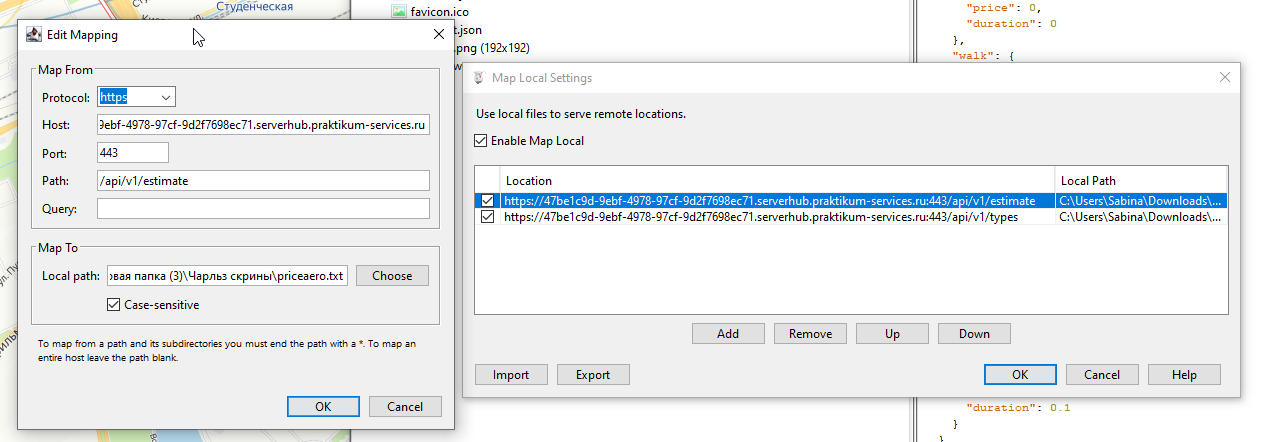 Студенческая
favicon.ico
.json
.png (192x192)
"price": 0,
"duration": 0
},
"walk": {
Edit Mapping
Map From
Protocol: https
Host: 9ebf-4978-97cf-9d2f7698ec71.serverhub.praktikum-services.ru
Port: 443
Path: /api/v1/estimate
Query:
Map To
Local path: овая папка (3)\Чарльз скрины\priceaero.txt Choose
Case-sensitive
To map from a path and its subdirectories you must end the path with a *. To map an
entire host leave the path blank.
OK Cancel
Map Local Settings
Use local files to serve remote locations.
Enable Map Local
Location Local Path
https://47be1c9d-9ebf-4978-97cf-9d2f7698ec71.serverhub.praktikum-services.ru:443/api/v1/estimate C:\Users\Sabina\Downloads\...
https://47be1c9d-9ebf-4978-97cf-9d2f7698ec71.serverhub.praktikum-services.ru:443/api/v1/types C:\Users\Sabina\Downloads\...
Add Remove Up Down
Import Export OK Cancel Help
"duration": 0.1
}
}